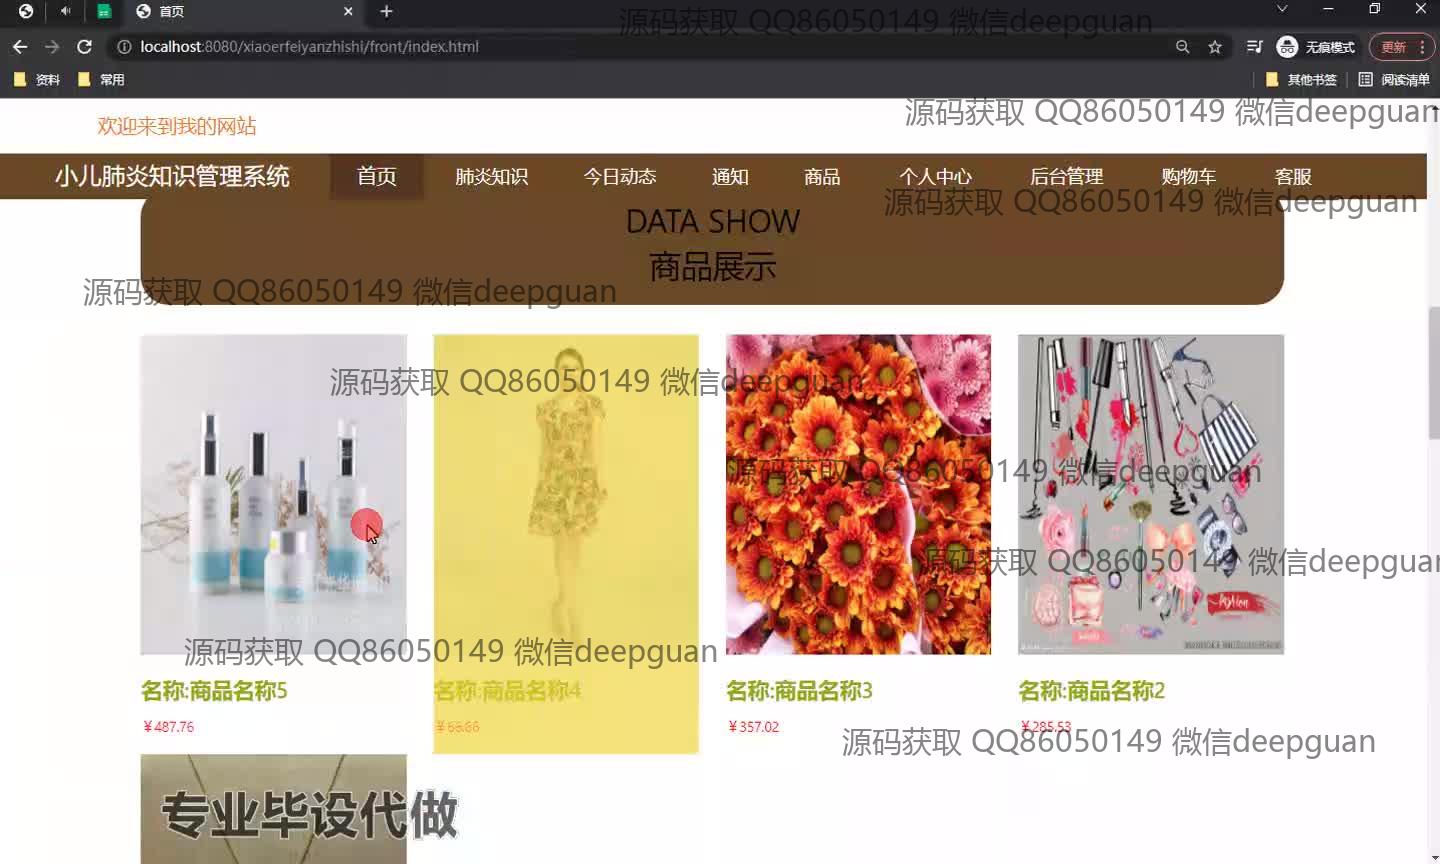 首页
localhost:8080/xiaoerfeiyanzhishi/front/index.html
无痕模式
更新
资料
常用
其他书签
阅读清单
源码获取 QQ86050149 微信deepguan
欢迎来到我的网站
源码获取 QQ86050149 微信deepguan
小儿肺炎知识管理系统
首页
肺炎知识
今日动态
通知
商品
个人中心
后台管理
购物车
客服
源码获取 QQ86050149 微信deepguan
DATA SHOW
商品展示
源码获取 QQ86050149 微信deepguan
源码获取 QQ86050149 微信deepguan
源码获取 QQ86050149 微信deepguan
源码获取 QQ86050149 微信deepguan
Fashion
源码获取 QQ86050149 微信deepguan
名称:商品名称5
名称:商品名称4
名称:商品名称3
名称:商品名称2
￥487.76
￥357.02
￥285.53
源码获取 QQ86050149 微信deepguan
专业毕设代做